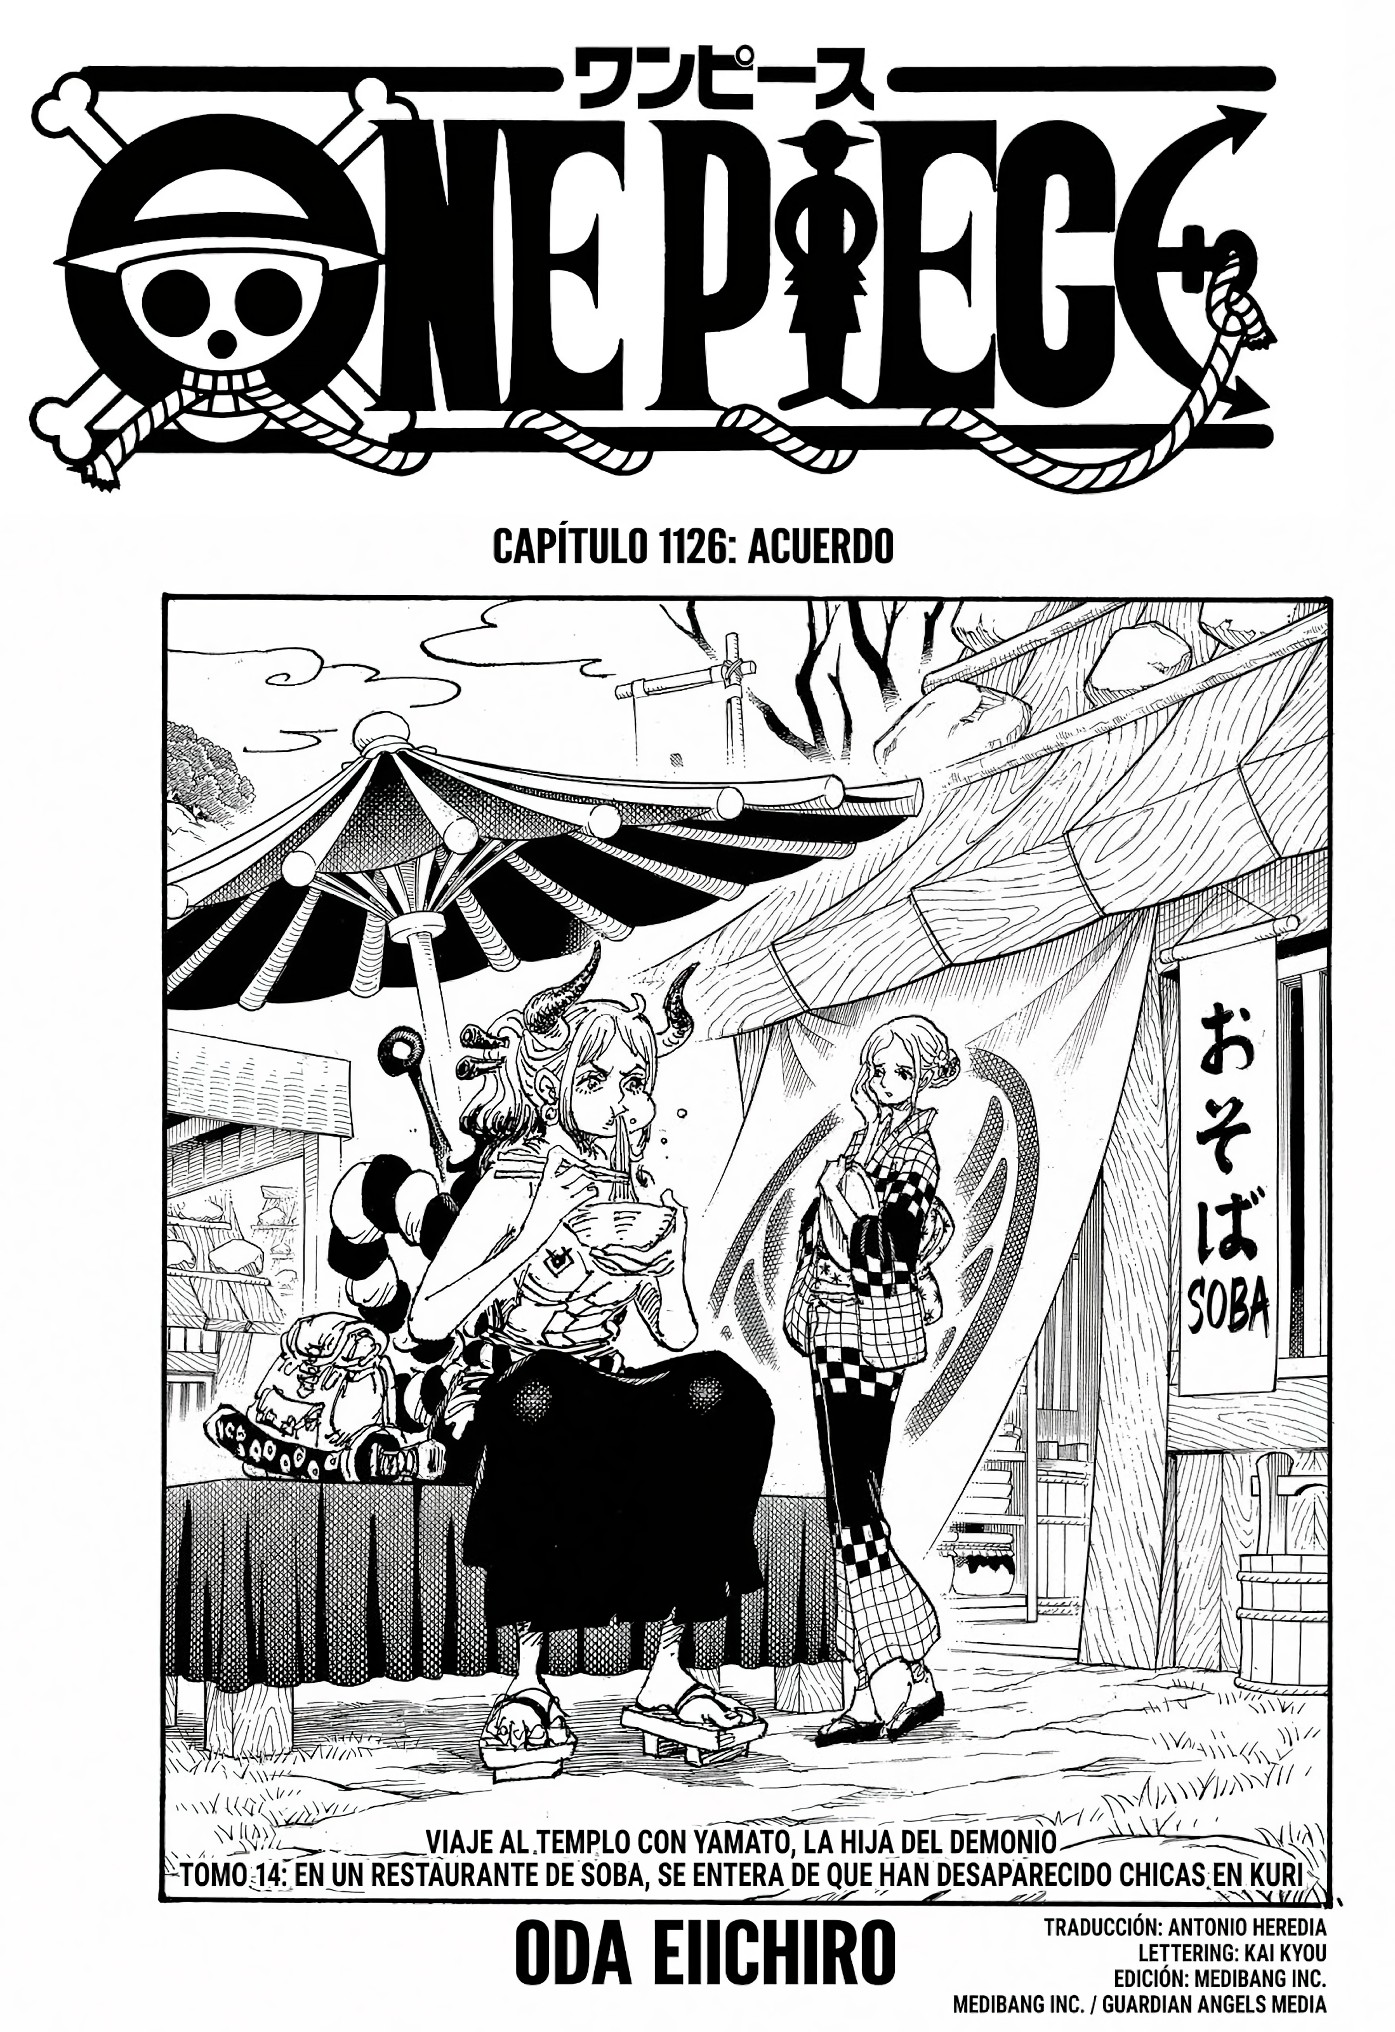 ワンピース
ONE PIECE
CAPÍTULO 1126: ACUERDO
おそば
SOBA
VIAJE AL TEMPLO CON YAMATO, LA HIJA DEL DEMONIO
TOMO 14: EN UN RESTAURANTE DE SOBA, SE ENTERA DE QUE HAN DESAPARECIDO CHICAS EN KURI
ODA EIICHIRO
TRADUCCIÓN: ANTONIO HEREDIA
LETTERING: KAI KYOU
EDICIÓN: MEDIBANG INC.
MEDIBANG INC. / GUARDIAN ANGELS MEDIA